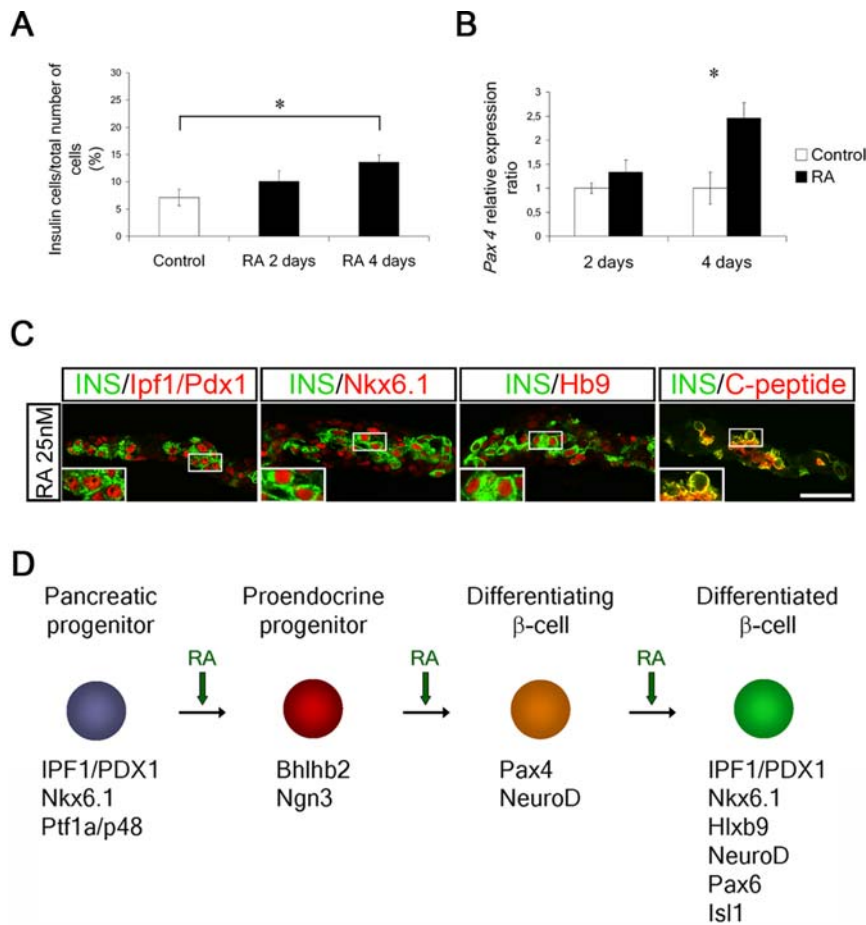 A
Insulin cells/total number of
cells
(%)
30
25
20
15
10
5
0
*
Control
RA 2 days
RA 4 days
B
Pax 4 relative expression
ratio
3
2,5
2
1,5
1
0,5
0
*
2 days
4 days
Control
RA
C
RA 25nM
INS/Ipf1/Pdx1
INS/Nkx6.1
INS/Hb9
INS/C-peptide
D
Pancreatic
progenitor
Proendocrine
progenitor
Differentiating
β-cell
Differentiated
β-cell
RA
RA
RA
IPF1/PDX1
Nkx6.1
Ptf1a/p48
Bhlhb2
Ngn3
Pax4
NeuroD
IPF1/PDX1
Nkx6.1
Hlxb9
NeuroD
Pax6
Isl1